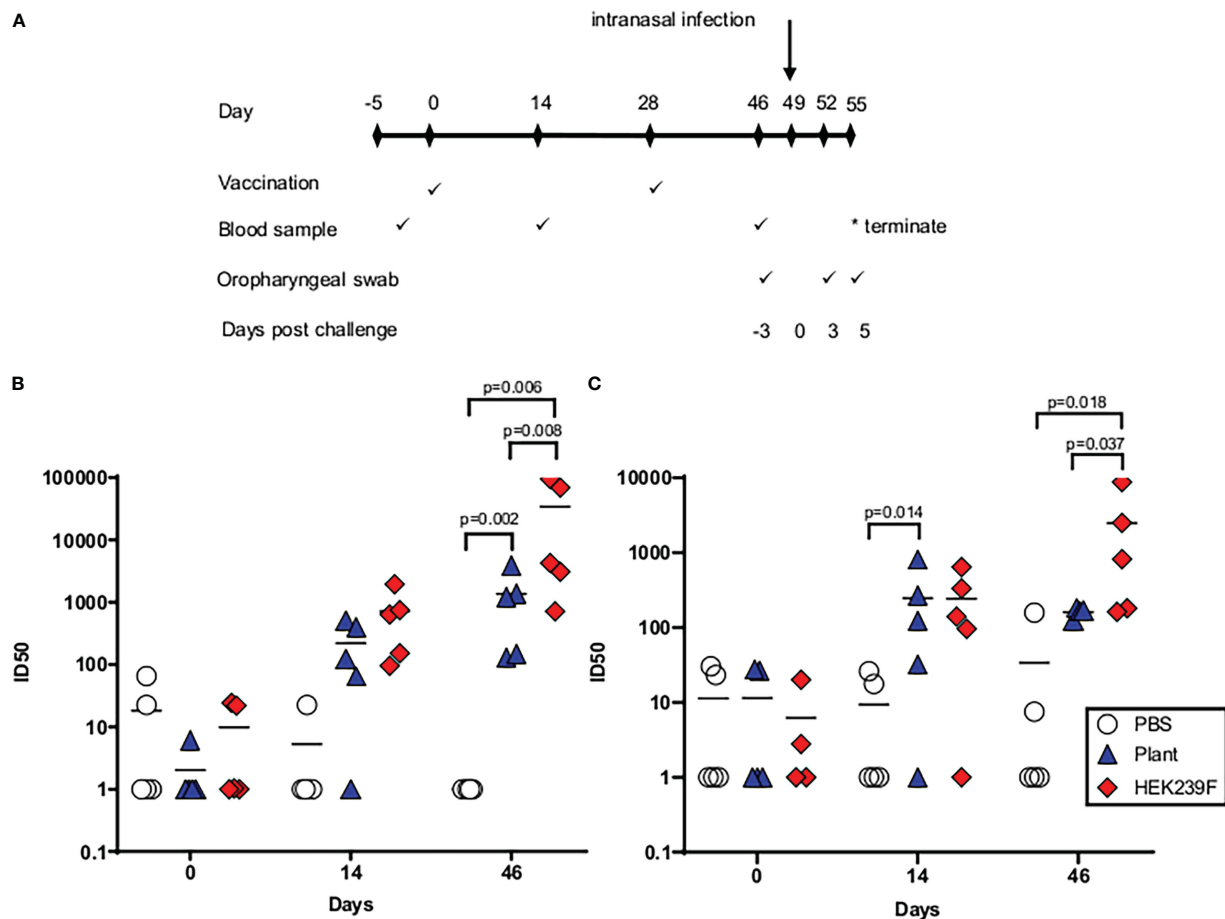 A
intranasal infection
Day
-5 0 14 28 46 49 52 55
Vaccination ✓ ✓
Blood sample ✓ ✓ ✓ * terminate
Oropharyngeal swab ✓ ✓ ✓
Days post challenge -3 0 3 5
B
p=0.006
p=0.008
p=0.002
100000
10000
1000
100
10
1
0.1
ID50
0 14 46
Days
C
p=0.018
p=0.037
p=0.014
10000
1000
100
10
1
0.1
ID50
0 14 46
Days
PBS
Plant
HEK239F